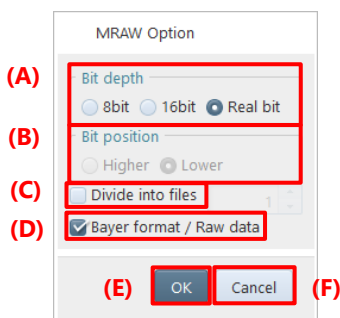 MRAW Option
(A)
Bit depth
8bit 16bit Real bit
(B)
Bit position
Higher Lower
(C) Divide into files 1
(D) Bayer format / Raw data
(E) OK Cancel (F)